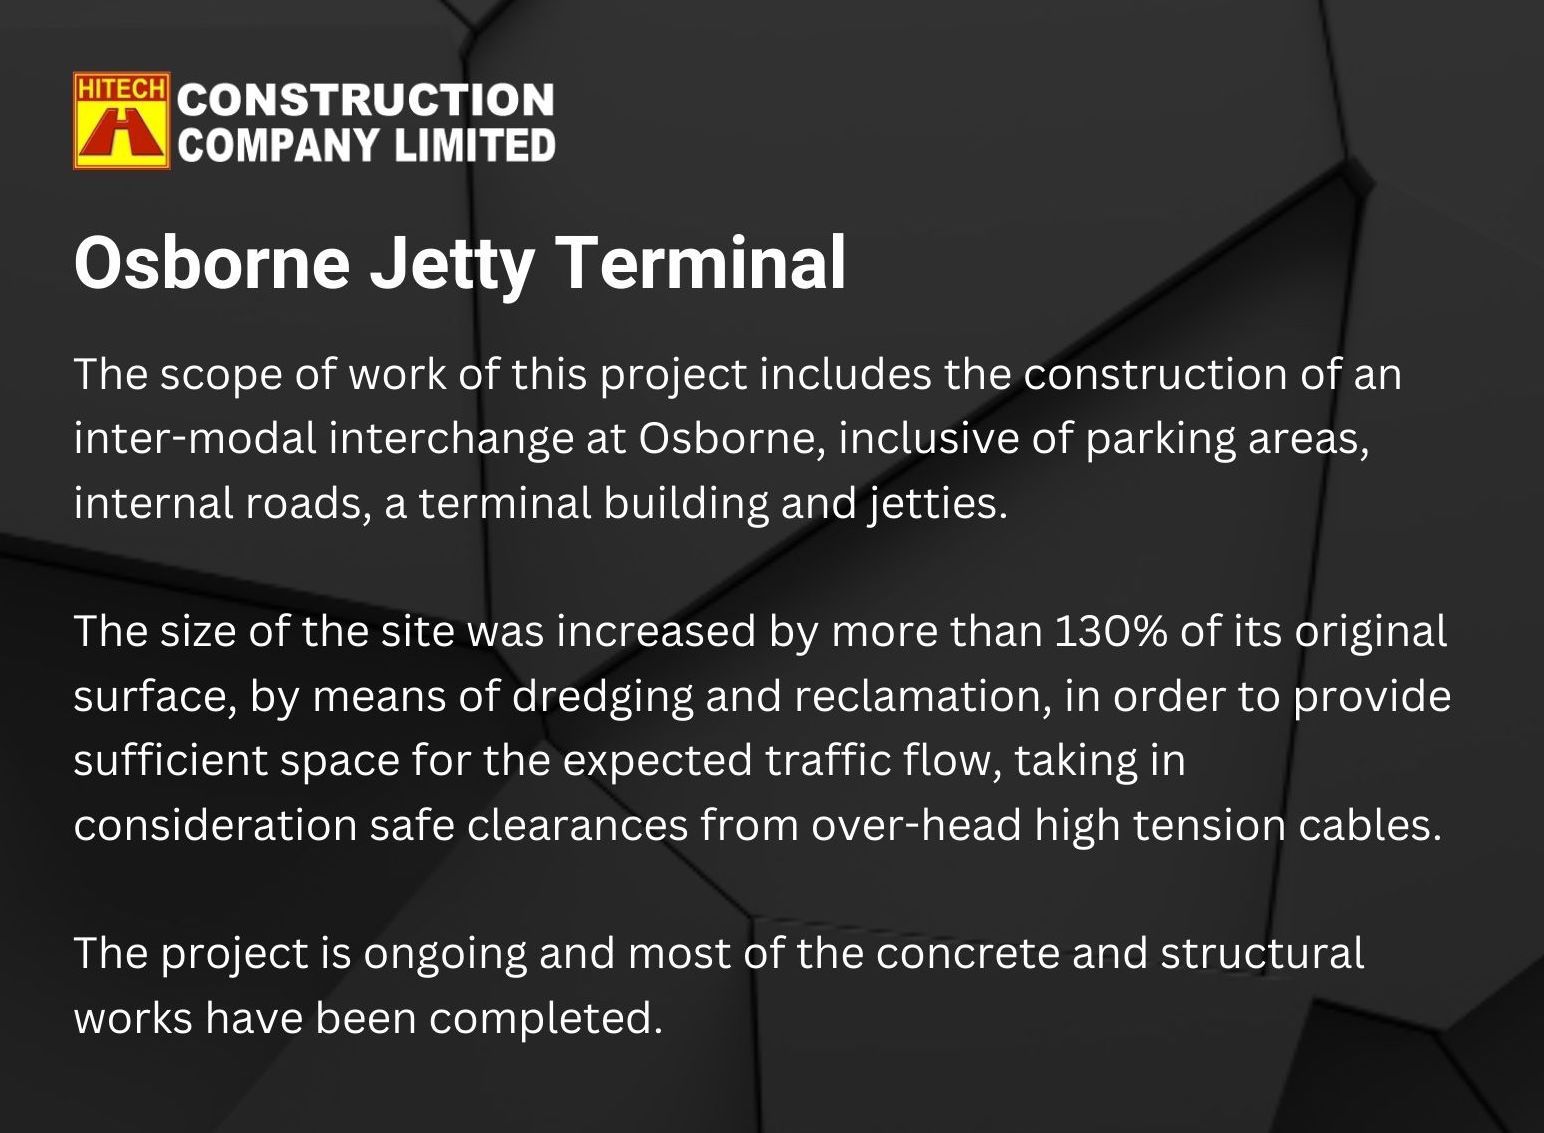 HITECH
CONSTRUCTION
COMPANY LIMITED
Osborne Jetty Terminal
The scope of work of this project includes the construction of an
inter-modal interchange at Osborne, inclusive of parking areas,
internal roads, a terminal building and jetties.
The size of the site was increased by more than 130% of its original
surface, by means of dredging and reclamation, in order to provide
sufficient space for the expected traffic flow, taking in
consideration safe clearances from over-head high tension cables.
The project is ongoing and most of the concrete and structural
works have been completed.